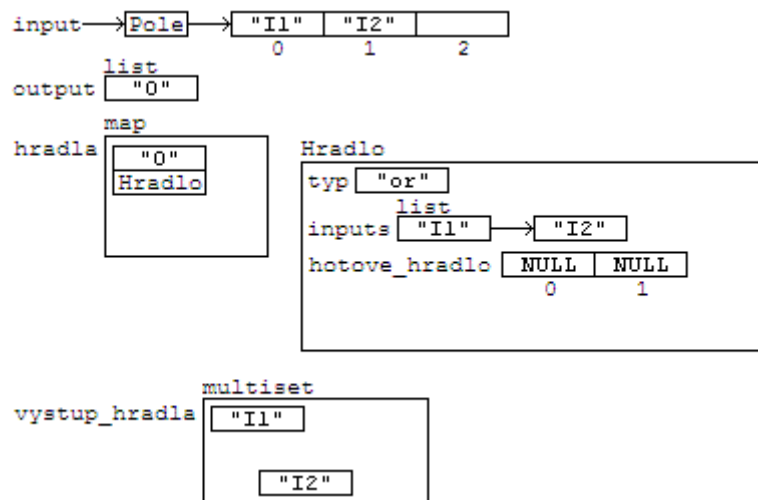 input Pole "I1" "I2"
0 1 2
list
output "O"
map
hradla "O" Hradlo
Hradlo
typ "or"
list
inputs "I1" "I2"
hotove_hradlo NULL NULL
0 1
multiset
vystup_hradla "I1"
"I2"